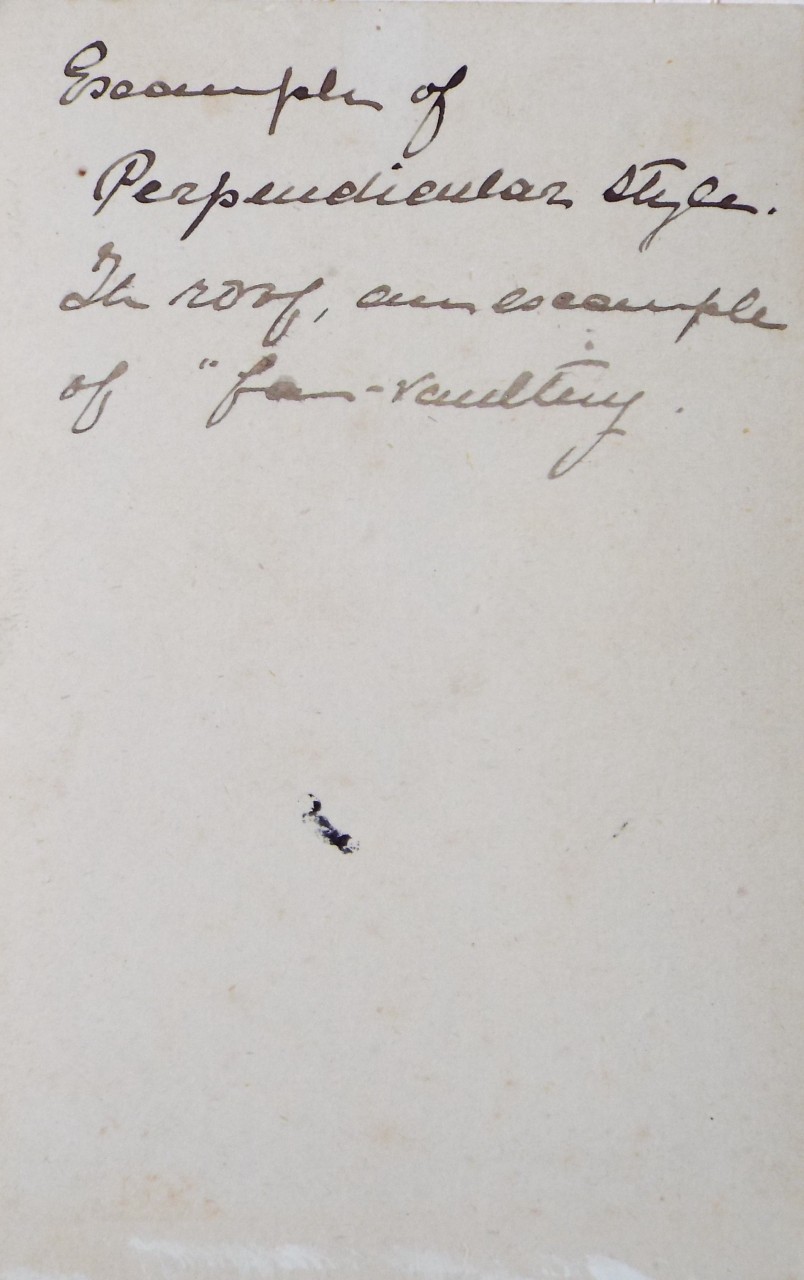 Example of
Perpendicular style.
The roof, an example
of "fan-vaulting.